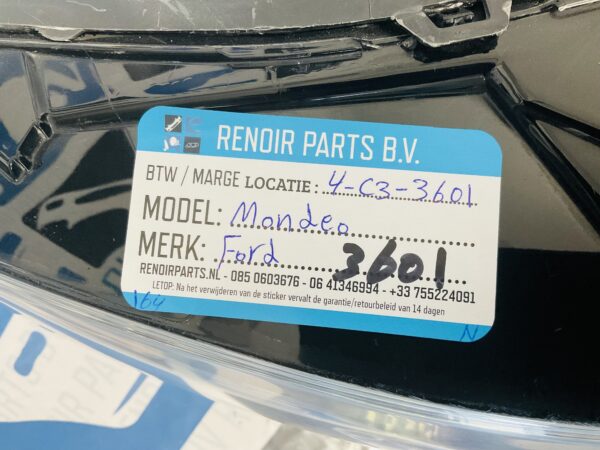 RENOIR PARTS B.V.
BTW / MARGE LOCATIE : 4-C3-3601
MODEL: Mondeo
MERK: Ford 3601
RENOIRPARTS.NL - 085 0603676 - 06 41346994 - +33 755224091
LETOP: Na het verwijderen van de sticker vervalt de garantie/retourbeleid van 14 dagen
164 N